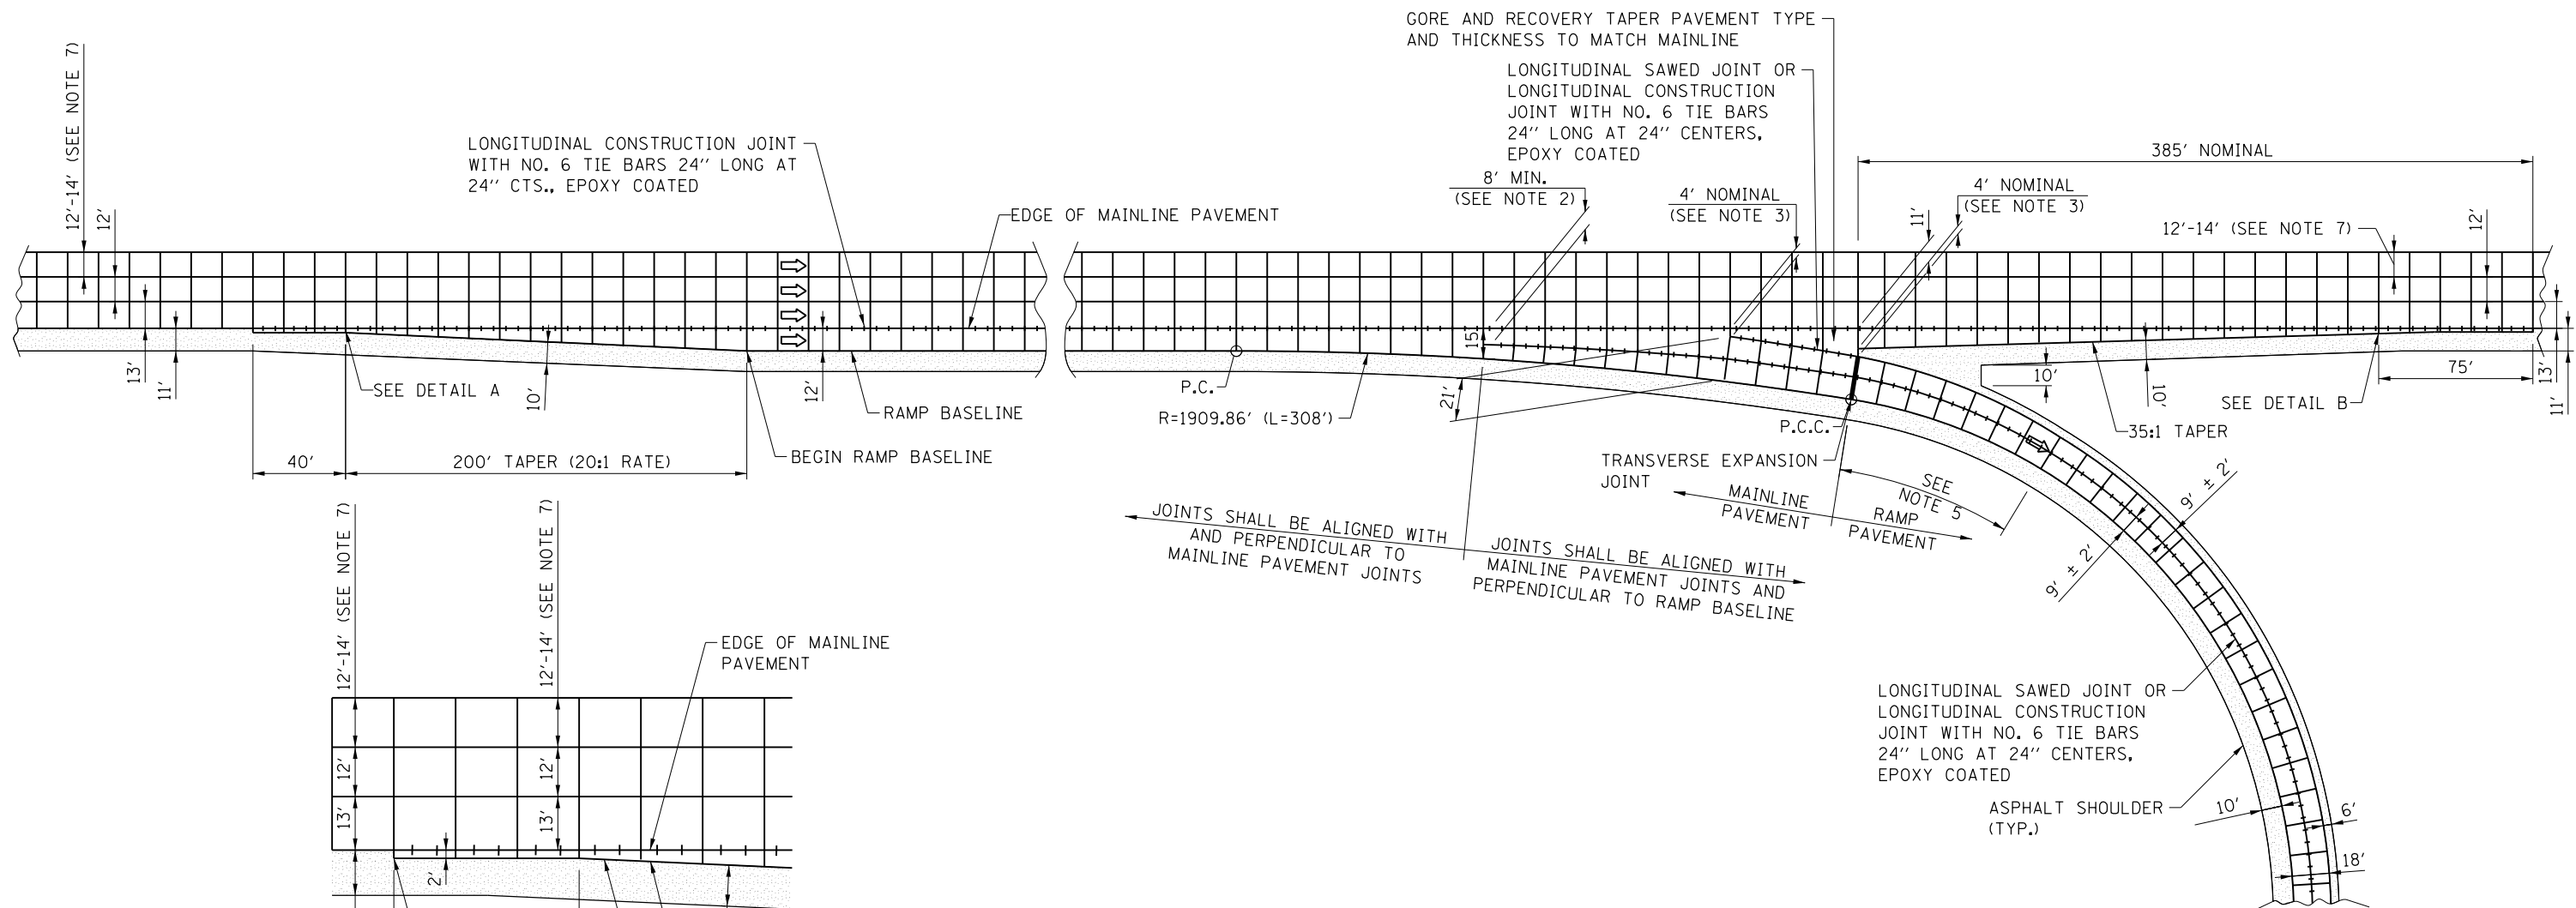 GORE AND RECOVERY TAPER PAVEMENT TYPE
AND THICKNESS TO MATCH MAINLINE
LONGITUDINAL SAWED JOINT OR
LONGITUDINAL CONSTRUCTION
JOINT WITH NO. 6 TIE BARS
24'' LONG AT 24'' CENTERS,
EPOXY COATED
12'-14' (SEE NOTE 7)
12'
LONGITUDINAL CONSTRUCTION JOINT
WITH NO. 6 TIE BARS 24'' LONG AT
24'' CTS., EPOXY COATED
EDGE OF MAINLINE PAVEMENT
8' MIN.
(SEE NOTE 2)
4' NOMINAL
(SEE NOTE 3)
11'
4' NOMINAL
(SEE NOTE 3)
385' NOMINAL
12'-14' (SEE NOTE 7)
12'
13'
11'
SEE DETAIL A
10'
12'
RAMP BASELINE
BEGIN RAMP BASELINE
40'
200' TAPER (20:1 RATE)
P.C.
R=1909.86' (L=308')
15'
21'
P.C.C.
TRANSVERSE EXPANSION
JOINT
MAINLINE
PAVEMENT
RAMP
PAVEMENT
SEE
NOTE 5
10'
10'
35:1 TAPER
SEE DETAIL B
75'
13'
11'
JOINTS SHALL BE ALIGNED WITH
AND PERPENDICULAR TO
MAINLINE PAVEMENT JOINTS
JOINTS SHALL BE ALIGNED WITH
MAINLINE PAVEMENT JOINTS AND
PERPENDICULAR TO RAMP BASELINE
9' ± 2'
9' ± 2'
12'-14' (SEE NOTE 7)
12'-14' (SEE NOTE 7)
EDGE OF MAINLINE
PAVEMENT
12'
12'
13'
13'
2'
LONGITUDINAL SAWED JOINT OR
LONGITUDINAL CONSTRUCTION
JOINT WITH NO. 6 TIE BARS
24'' LONG AT 24'' CENTERS,
EPOXY COATED
ASPHALT SHOULDER
(TYP.)
10'
6'
18'